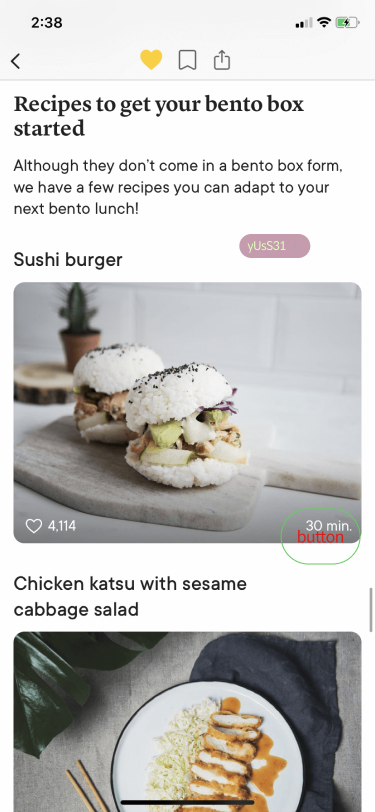 2:38
Recipes to get your bento box
started
Although they don't come in a bento box form,
we have a few recipes you can adapt to your
next bento lunch!
yUsS31
Sushi burger
4,114
30 min.
button
Chicken katsu with sesame
cabbage salad